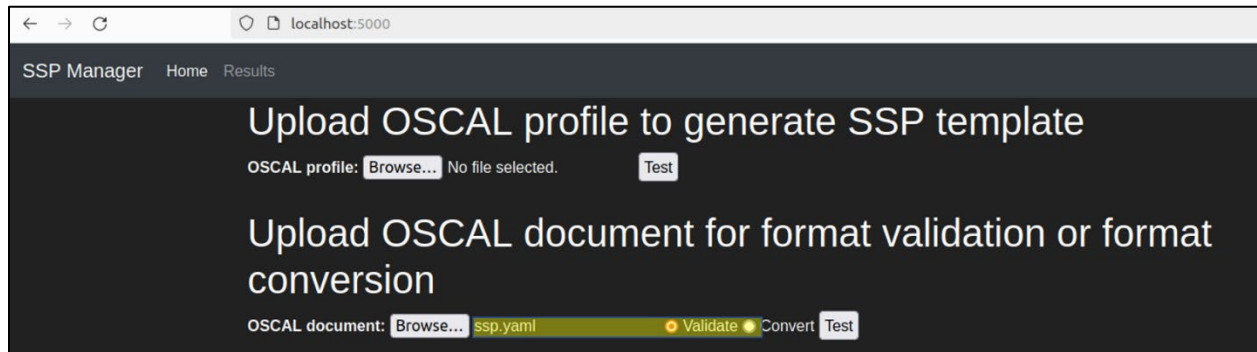 localhost:5000
SSP Manager Home Results
Upload OSCAL profile to generate SSP template
OSCAL profile: Browse... No file selected. Test
Upload OSCAL document for format validation or format
conversion
OSCAL document: Browse... ssp.yaml Validate Convert Test